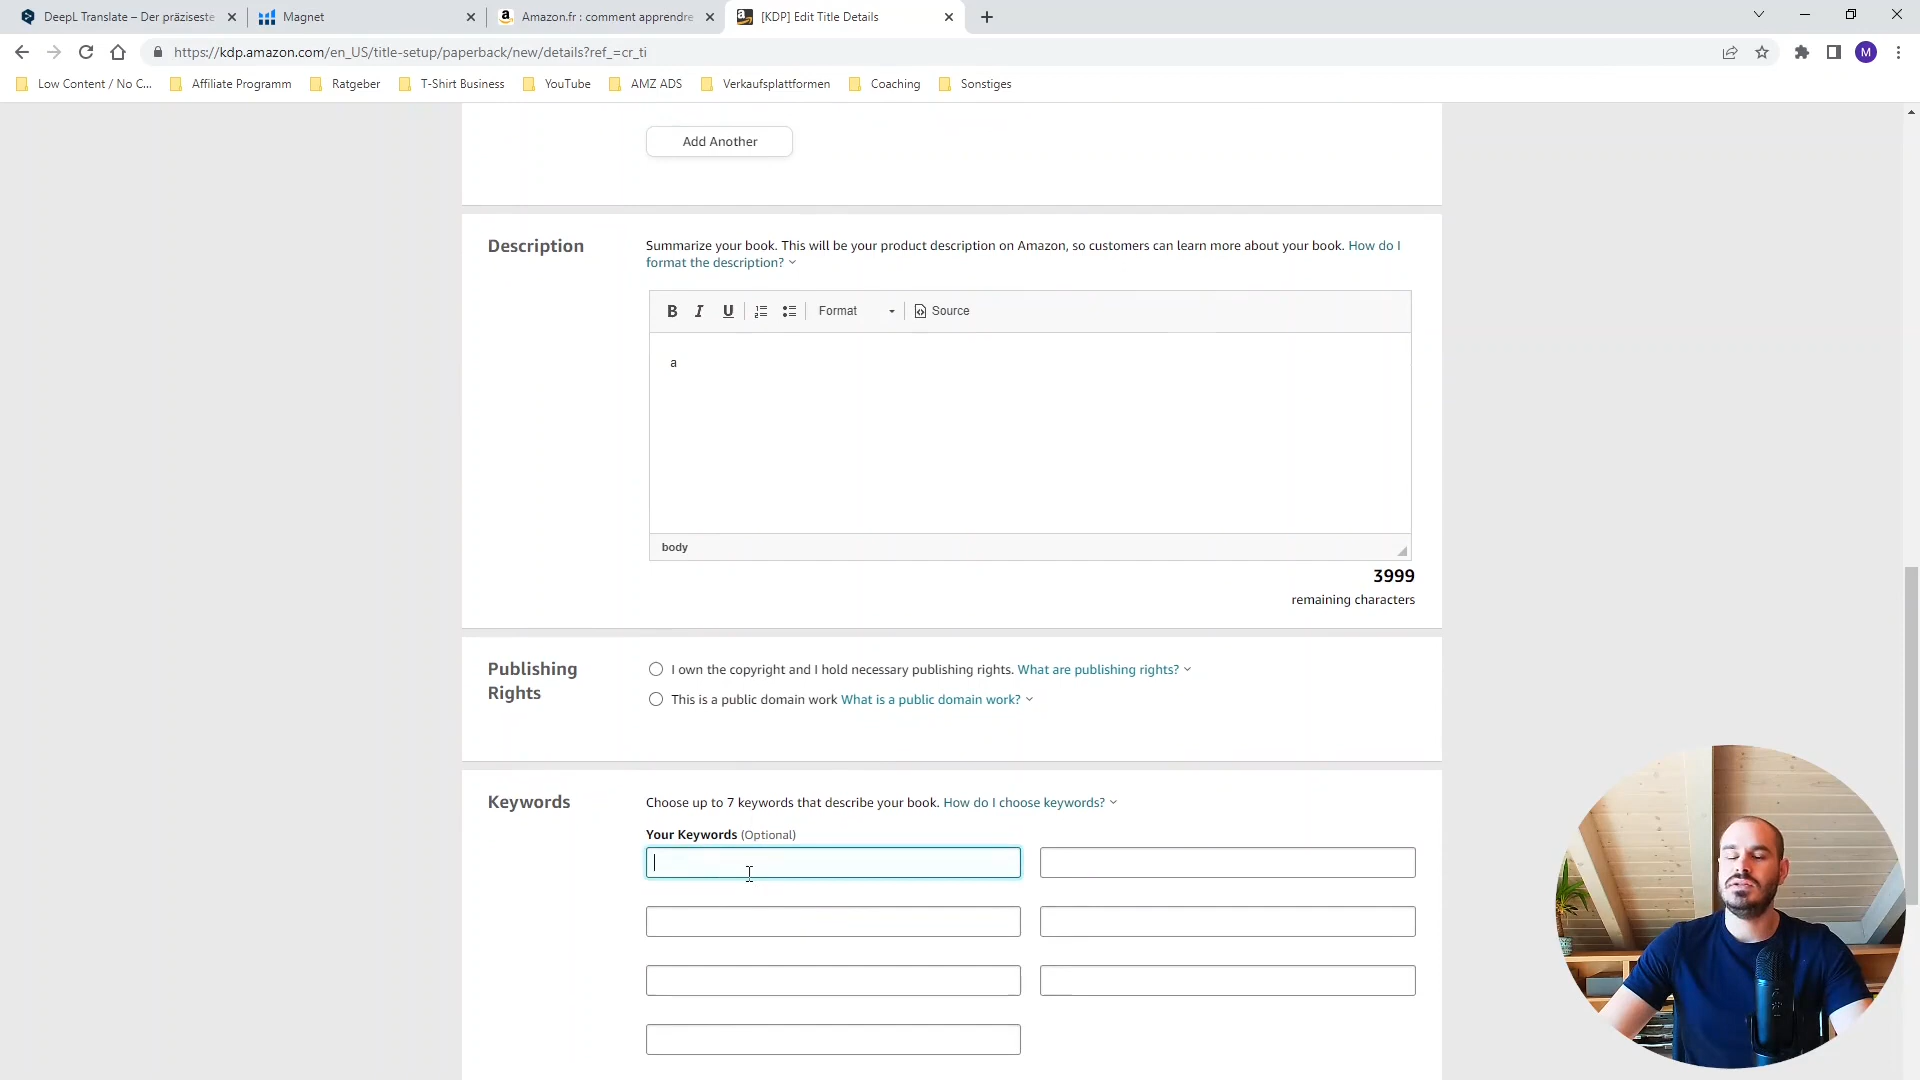 DeepL Translate – Der präziseste
Magnet
Amazon.fr : comment apprendre
[KDP] Edit Title Details
https://kdp.amazon.com/en_US/title-setup/paperback/new/details?ref_=cr_ti
M
Low Content / No C...
Affiliate Programm
Ratgeber
T-Shirt Business
YouTube
AMZ ADS
Verkaufsplattformen
Coaching
Sonstiges
Add Another
Description
Summarize your book. This will be your product description on Amazon, so customers can learn more about your book. How do I
format the description?
B I U Format Source
a
body
3999
remaining characters
Publishing
Rights
I own the copyright and I hold necessary publishing rights. What are publishing rights?
This is a public domain work What is a public domain work?
Keywords
Choose up to 7 keywords that describe your book. How do I choose keywords?
Your Keywords (Optional)